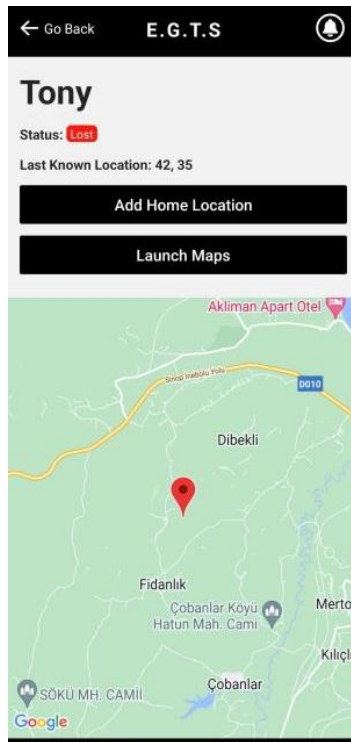 Go Back
E.G.T.S
Tony
Status: Lost
Last Known Location: 42, 35
Add Home Location
Launch Maps
Akliman Apart Otel
Sinop İnebolu Yolu
D010
Dibekli
Fidanlık
Çobanlar Köyü
Hatun Mah. Cami
Merto
Kılıçl
SÖKÜ MH. CAMİİ
Çobanlar
Google